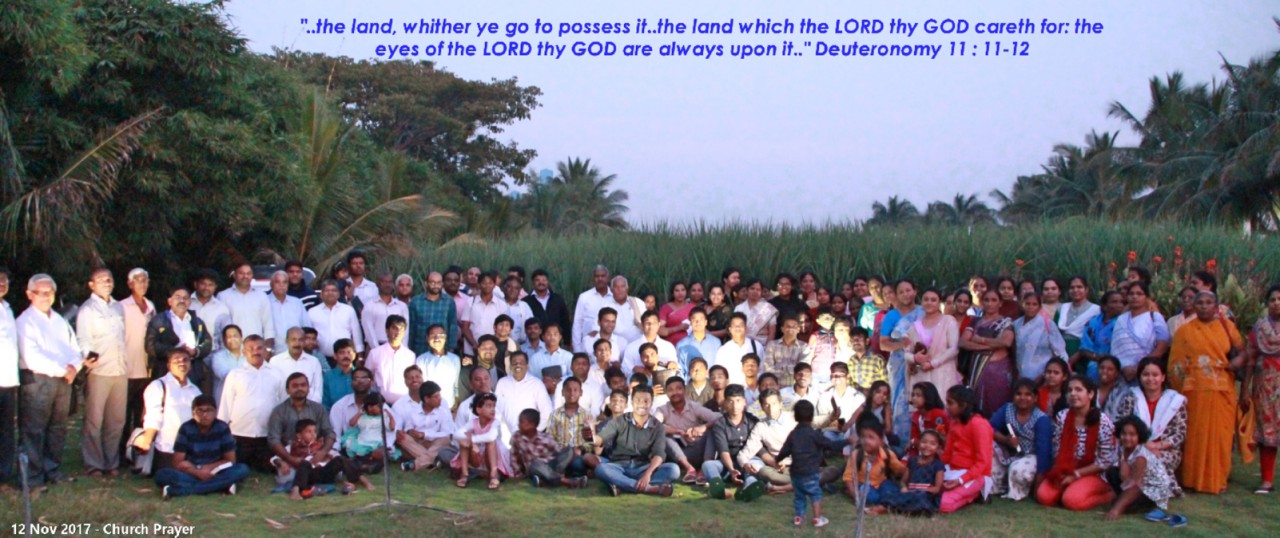 "..the land, whither ye go to possess it..the land which the LORD thy GOD careth for: the
eyes of the LORD thy GOD are always upon it.." Deuteronomy 11 : 11-12
12 Nov 2017 - Church Prayer